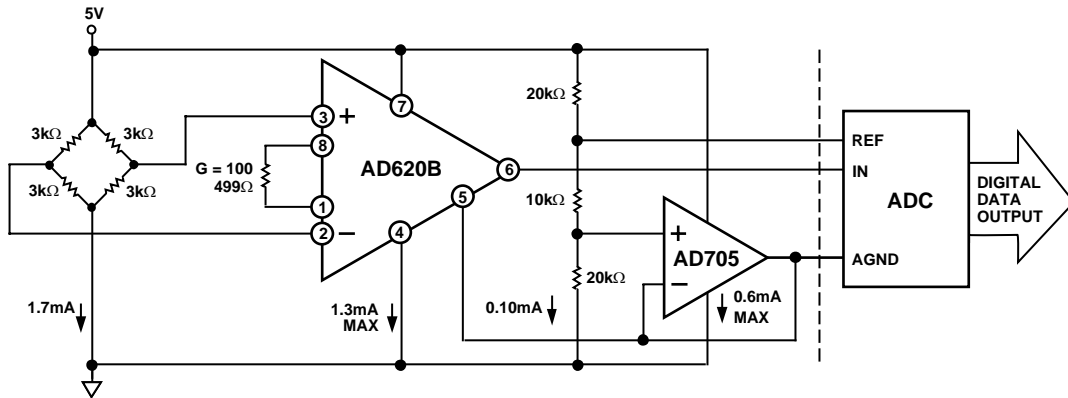 5V
3kΩ
3kΩ
3kΩ
3kΩ
G = 100
499Ω
3
8
1
2
+
–
7
AD620B
6
5
4
20kΩ
10kΩ
20kΩ
+
AD705
–
REF
IN
ADC
AGND
DIGITAL
DATA
OUTPUT
1.7mA
1.3mA
MAX
0.10mA
0.6mA
MAX